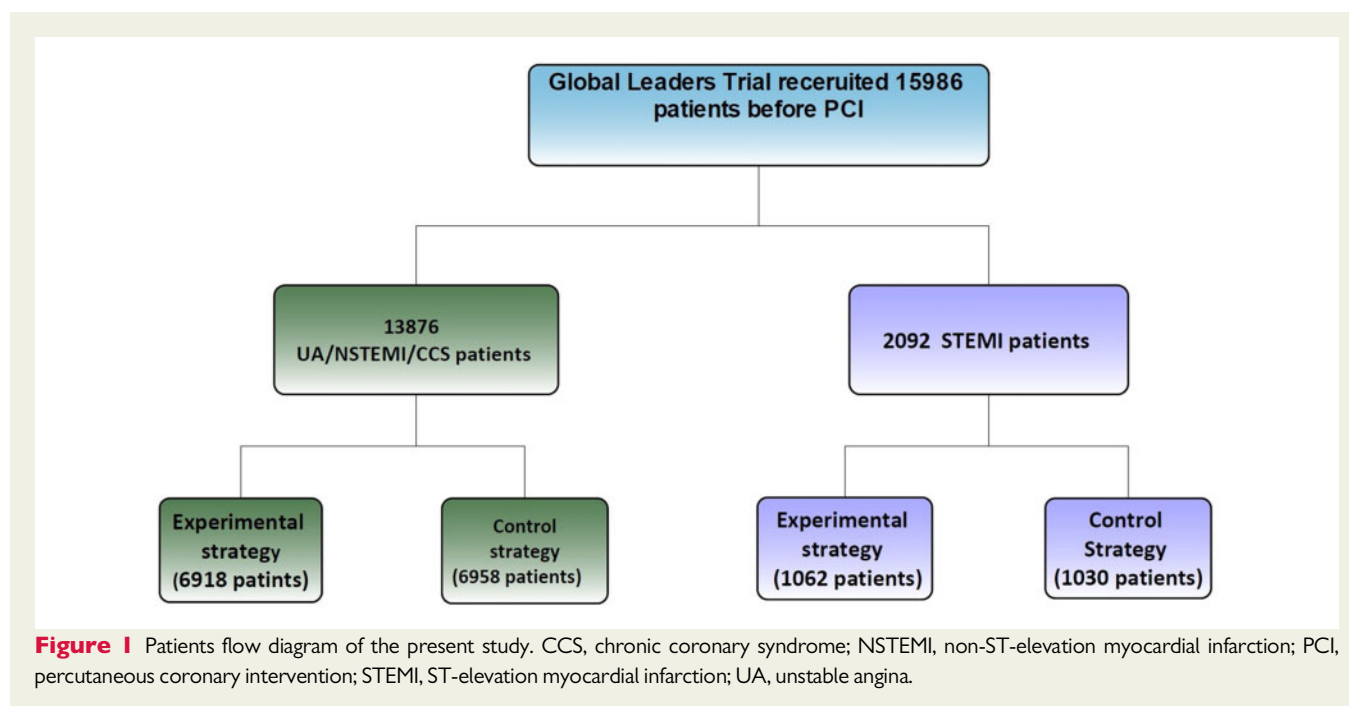 Global Leaders Trial receruited 15986
patients before PCI
13876
UA/NSTEMI/CCS patients
2092 STEMI patients
Experimental
strategy
(6918 patints)
Control
strategy
(6958 patients)
Experimental
strategy
(1062 patients)
Control
Strategy
(1030 patients)
Figure 1 Patients flow diagram of the present study. CCS, chronic coronary syndrome; NSTEMI, non-ST-elevation myocardial infarction; PCI,
percutaneous coronary intervention; STEMI, ST-elevation myocardial infarction; UA, unstable angina.